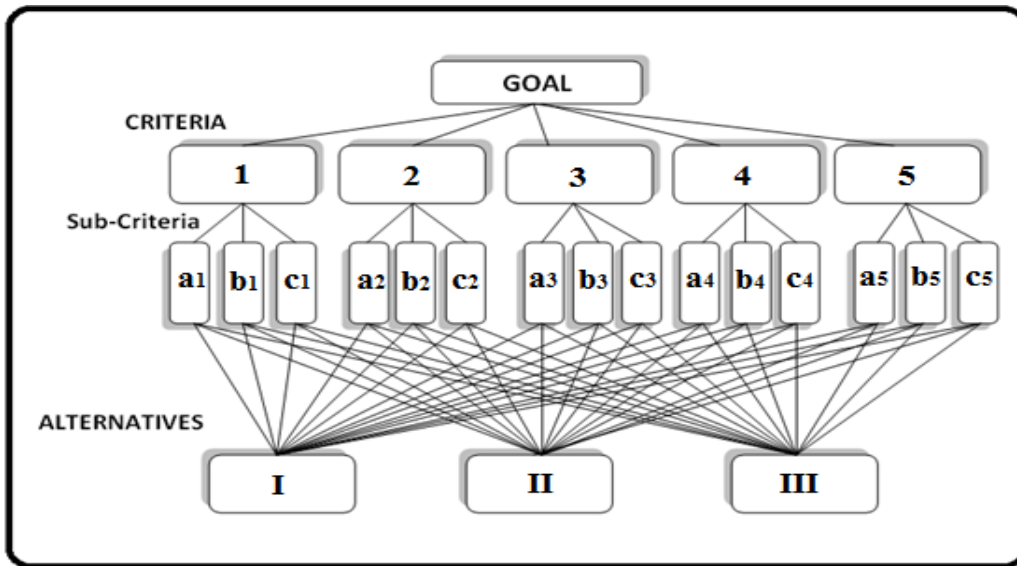 GOAL
CRITERIA
1 2 3 4 5
Sub-Criteria
a1 b1 c1 a2 b2 c2 a3 b3 c3 a4 b4 c4 a5 b5 c5
ALTERNATIVES
I II III